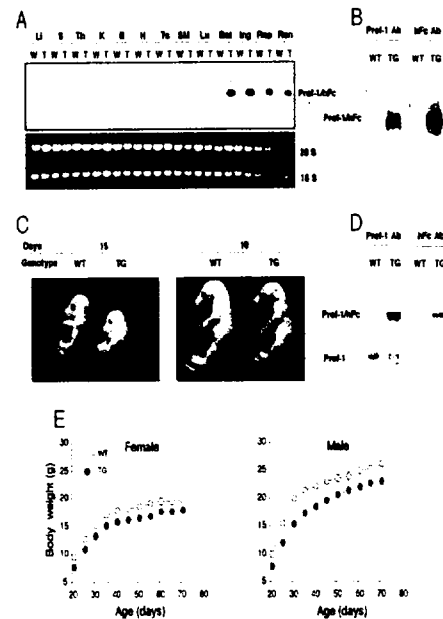 A
Li S Th K B H Te SM Lu Bat Ing Rep Ren
W T W T W T W T W T W T W T W T W T W T W T W T W T
Pref-1/hFc
28 S
18 S
B
Pref-1 Ab hFc Ab
WT TG WT TG
Pref-1/hFc
C
Days 15 18
Genotype WT TG WT TG
D
Pref-1 Ab hFc Ab
WT TG WT TG
Pref-1/hFc
Pref-1
E
Female
WT
TG
Body weight (g)
30
25
20
15
10
5
20 30 40 50 60 70 80
Age (days)
Male
30
25
20
15
10
5
20 30 40 50 60 70 80
Age (days)